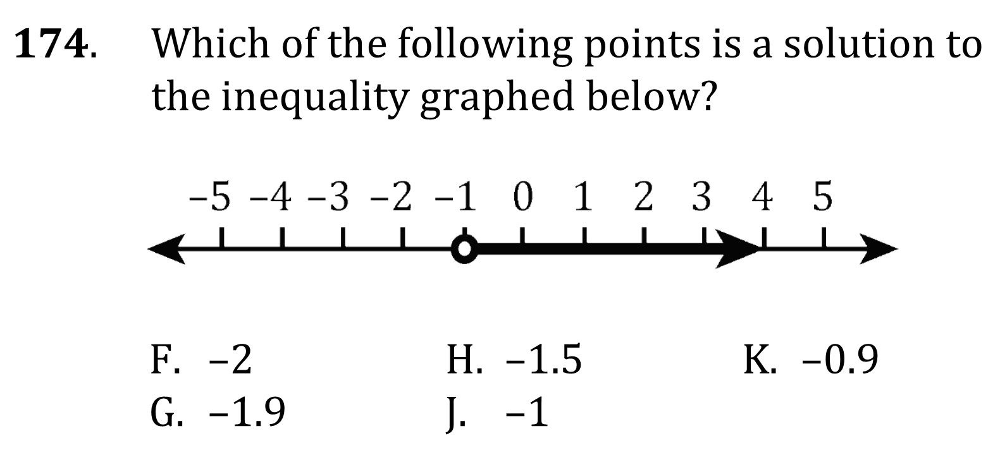 174. Which of the following points is a solution to
the inequality graphed below?
–5 –4 –3 –2 –1 0 1 2 3 4 5
F. –2 H. –1.5 K. –0.9
G. –1.9 J. –1